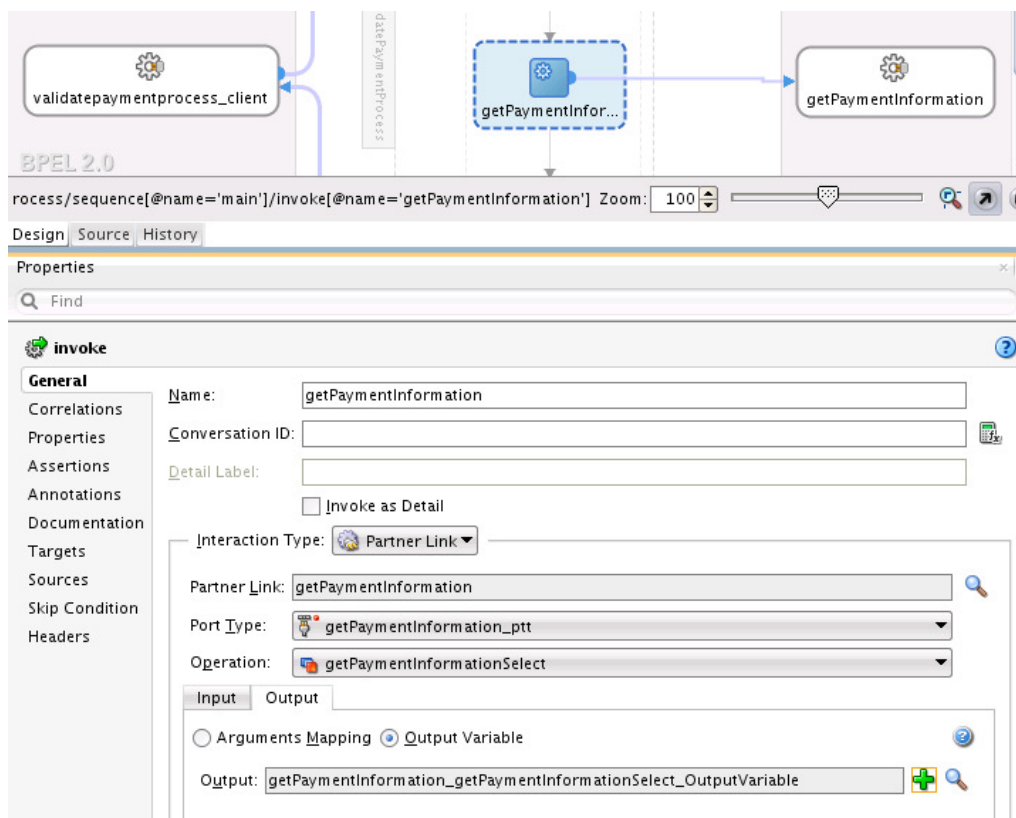 datePaymentProcess
validatepaymentprocess_client
getPaymentInfor...
getPaymentInformation
BPEL 2.0
rocess/sequence[@name='main']/invoke[@name='getPaymentInformation'] Zoom: 100
Design Source History
Properties
Find
invoke
General
Correlations
Properties
Assertions
Annotations
Documentation
Targets
Sources
Skip Condition
Headers
Name: getPaymentInformation
Conversation ID:
Detail Label:
Invoke as Detail
Interaction Type: Partner Link
Partner Link: getPaymentInformation
Port Type: getPaymentInformation_ptt
Operation: getPaymentInformationSelect
Input Output
Arguments Mapping Output Variable
Output: getPaymentInformation_getPaymentInformationSelect_OutputVariable